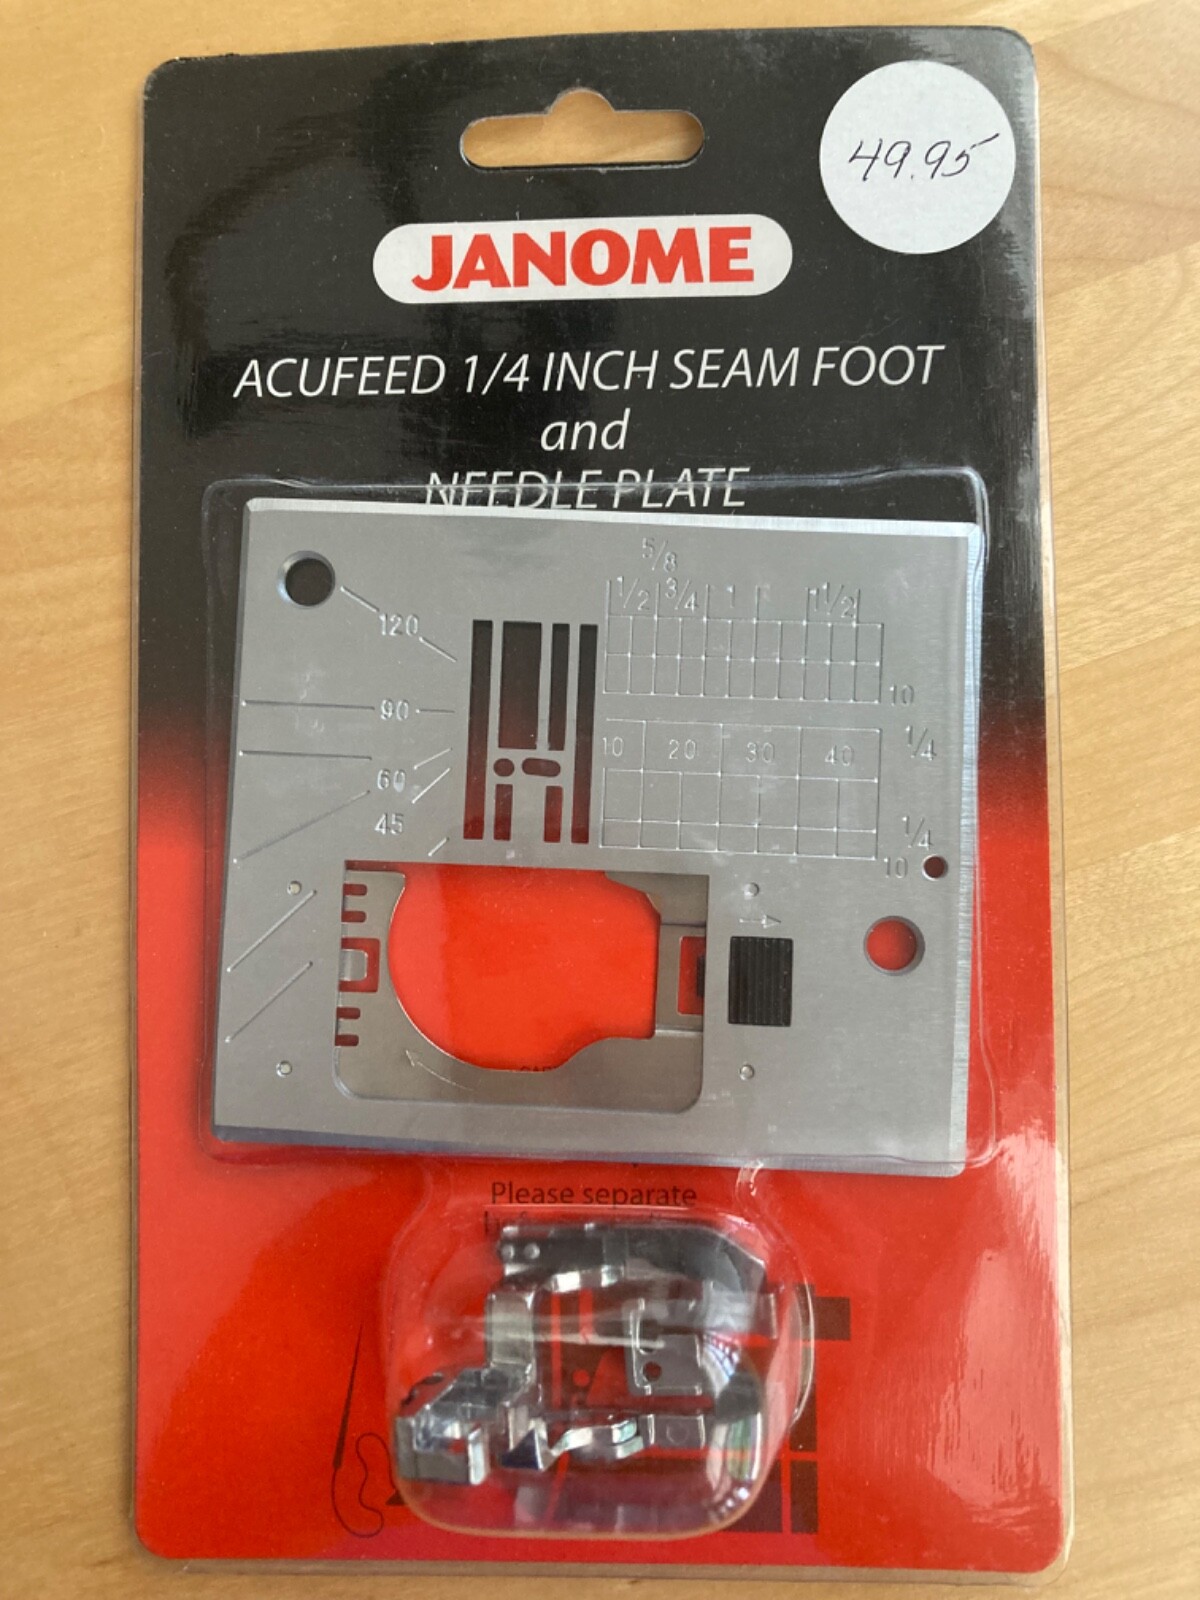 49.95
JANOME
ACUFEED 1/4 INCH SEAM FOOT
and
NEEDLE PLATE
5/8
1/2 3/4 1 1 1/2
120
10
90
1/4
10 20 30 40
60
45
1/4
10
Please separate